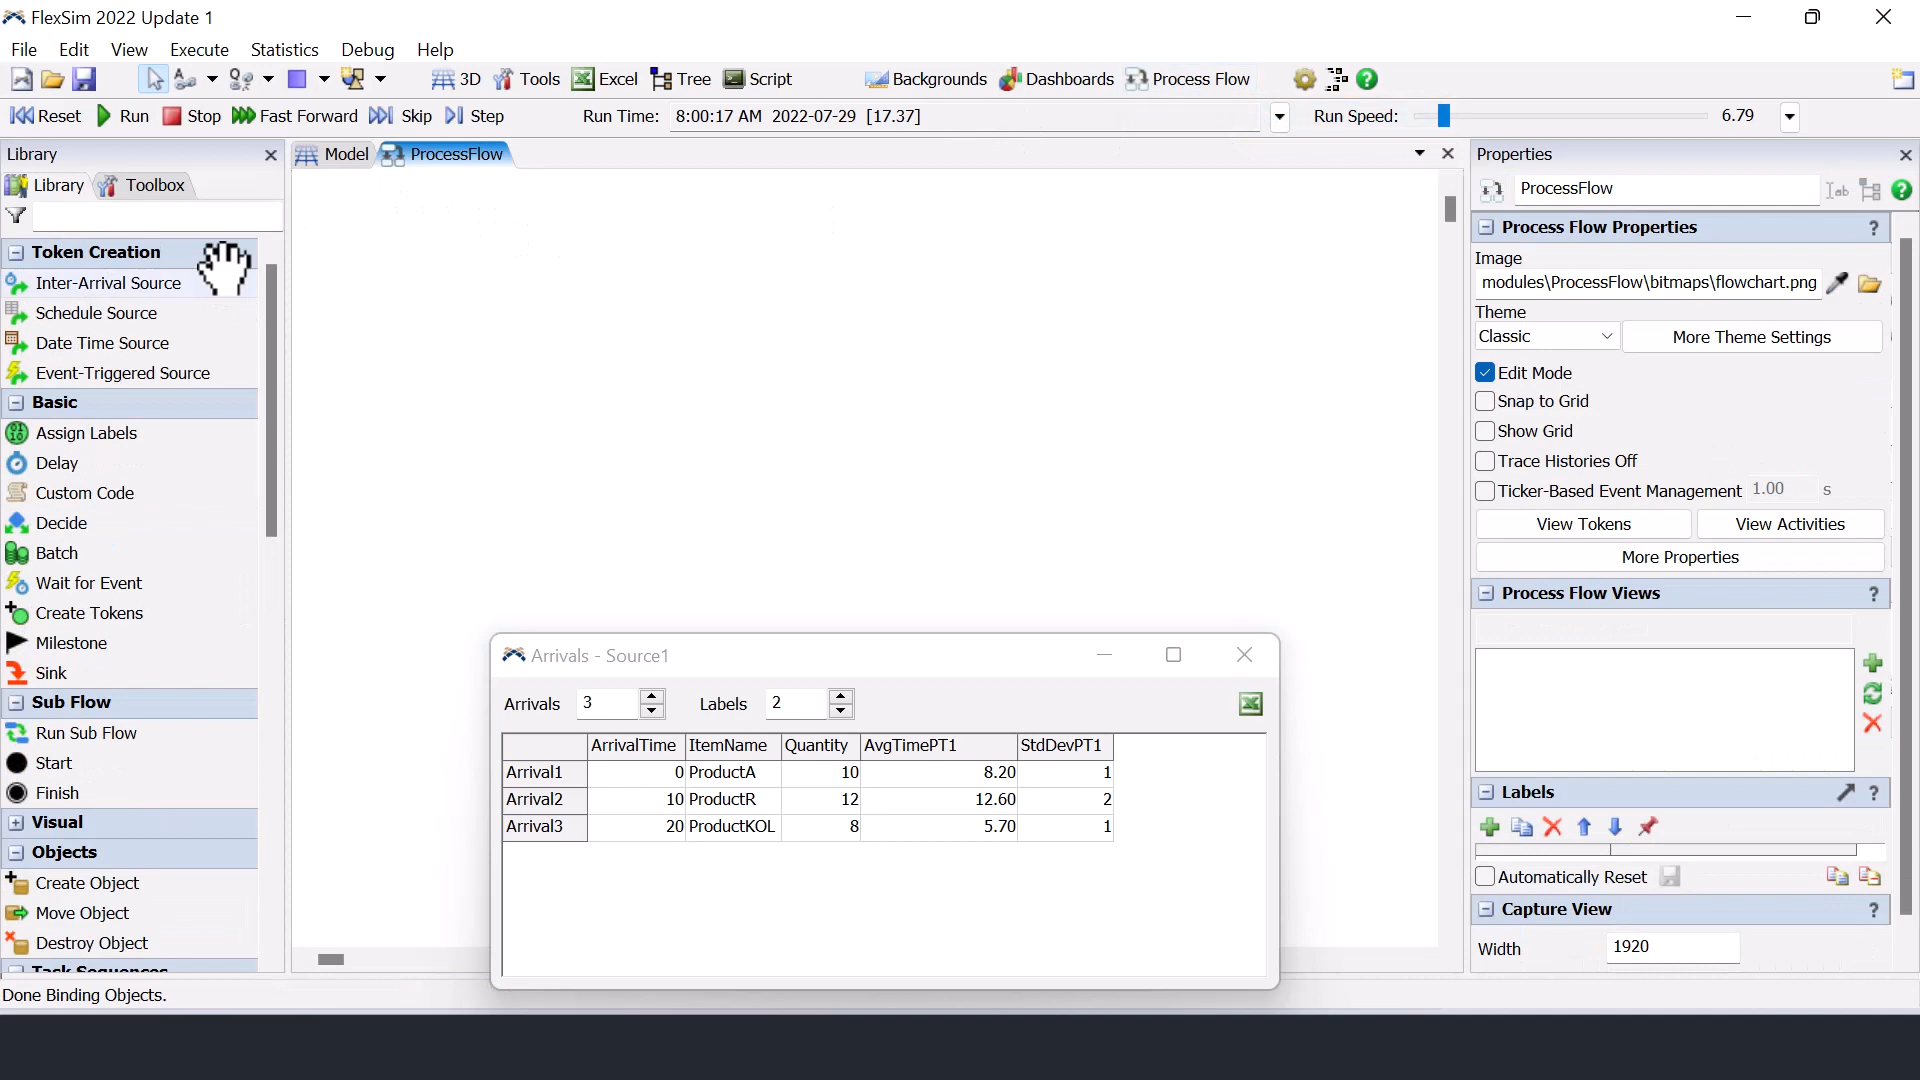 FlexSim 2022 Update 1
File Edit View Execute Statistics Debug Help
3D Tools Excel Tree Script Backgrounds Dashboards Process Flow
Reset Run Stop Fast Forward Skip Step Run Time: 8:00:17 AM 2022-07-29 [17.37] Run Speed: 6.79
Library
Library Toolbox
Token Creation
Inter-Arrival Source
Schedule Source
Date Time Source
Event-Triggered Source
Basic
Assign Labels
Delay
Custom Code
Decide
Batch
Wait for Event
Create Tokens
Milestone
Sink
Sub Flow
Run Sub Flow
Start
Finish
Visual
Objects
Create Object
Move Object
Destroy Object
Task Sequences
Model ProcessFlow
Arrivals - Source1
Arrivals 3 Labels 2
ArrivalTime ItemName Quantity AvgTimePT1 StdDevPT1
Arrival1 0 ProductA 10 8.20 1
Arrival2 10 ProductR 12 12.60 2
Arrival3 20 ProductKOL 8 5.70 1
Properties
ProcessFlow
Process Flow Properties ?
Image
modules\ProcessFlow\bitmaps\flowchart.png
Theme
Classic More Theme Settings
Edit Mode
Snap to Grid
Show Grid
Trace Histories Off
Ticker-Based Event Management 1.00 s
View Tokens View Activities
More Properties
Process Flow Views ?
Labels ?
Automatically Reset
Capture View ?
Width 1920
Done Binding Objects.